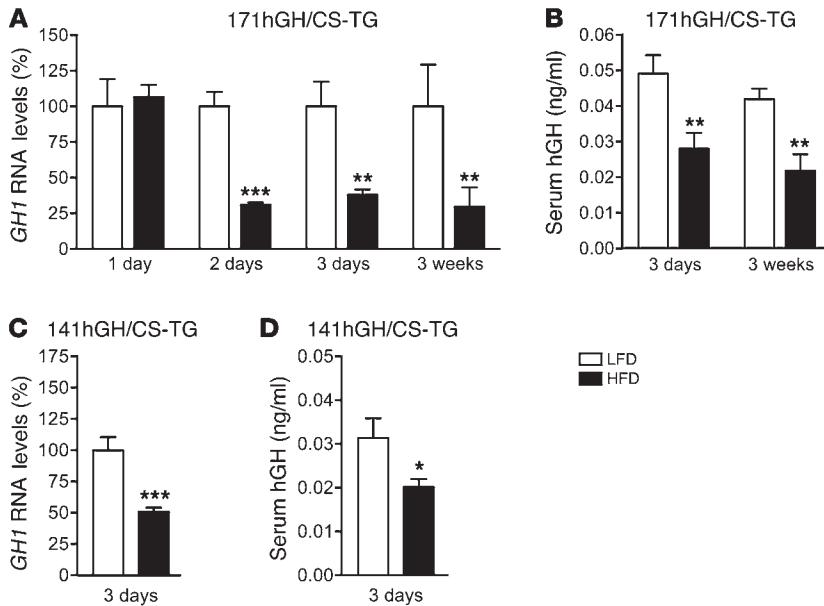 A
171hGH/CS-TG
GH1 RNA levels (%)
150
125
100
75
50
25
0
***
**
**
1 day
2 days
3 days
3 weeks
B
171hGH/CS-TG
Serum hGH (ng/ml)
0.06
0.05
0.04
0.03
0.02
0.01
0.00
**
**
3 days
3 weeks
C
141hGH/CS-TG
GH1 RNA levels (%)
175
150
125
100
75
50
25
0
***
3 days
D
141hGH/CS-TG
Serum hGH (ng/ml)
0.05
0.04
0.03
0.02
0.01
0.00
*
3 days
LFD
HFD